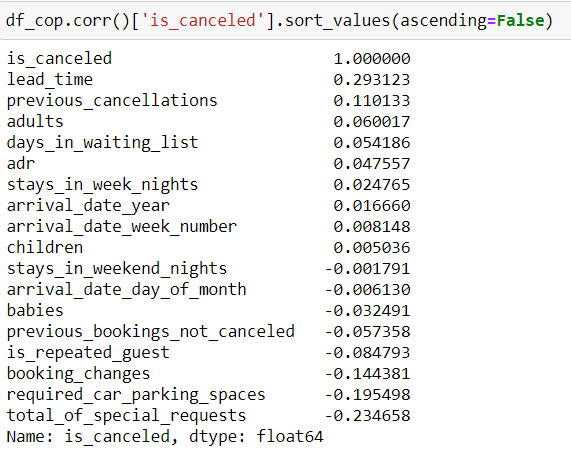 df_cop.corr()['is_canceled'].sort_values(ascending=False)
is_canceled 1.000000
lead_time 0.293123
previous_cancellations 0.110133
adults 0.060017
days_in_waiting_list 0.054186
adr 0.047557
stays_in_week_nights 0.024765
arrival_date_year 0.016660
arrival_date_week_number 0.008148
children 0.005036
stays_in_weekend_nights -0.001791
arrival_date_day_of_month -0.006130
babies -0.032491
previous_bookings_not_canceled -0.057358
is_repeated_guest -0.084793
booking_changes -0.144381
required_car_parking_spaces -0.195498
total_of_special_requests -0.234658
Name: is_canceled, dtype: float64